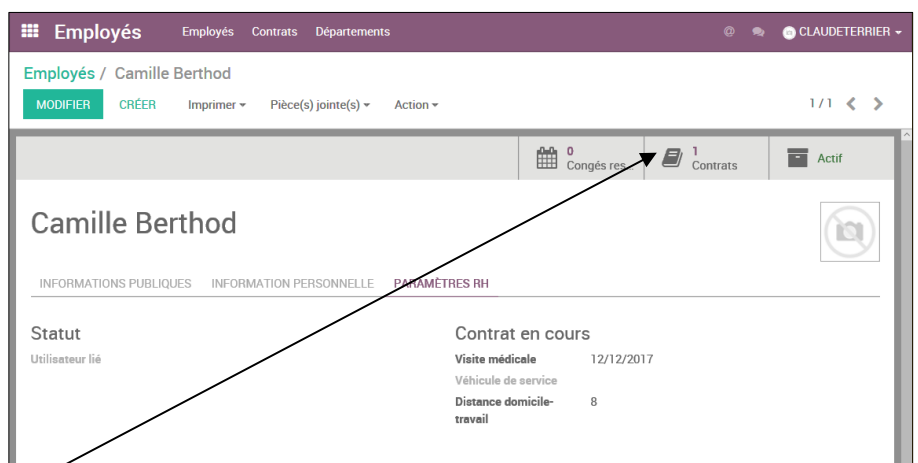 Employés Employés Contrats Départements @ CLAUDETERRIER
Employés / Camille Berthod
MODIFIER CRÉER Imprimer Pièce(s) jointe(s) Action 1 / 1
0 1
Congés res... Contrats Actif
Camille Berthod
INFORMATIONS PUBLIQUES INFORMATION PERSONNELLE PARAMÈTRES RH
Statut Contrat en cours
Utilisateur lié Visite médicale 12/12/2017
Véhicule de service
Distance domicile- 8
travail